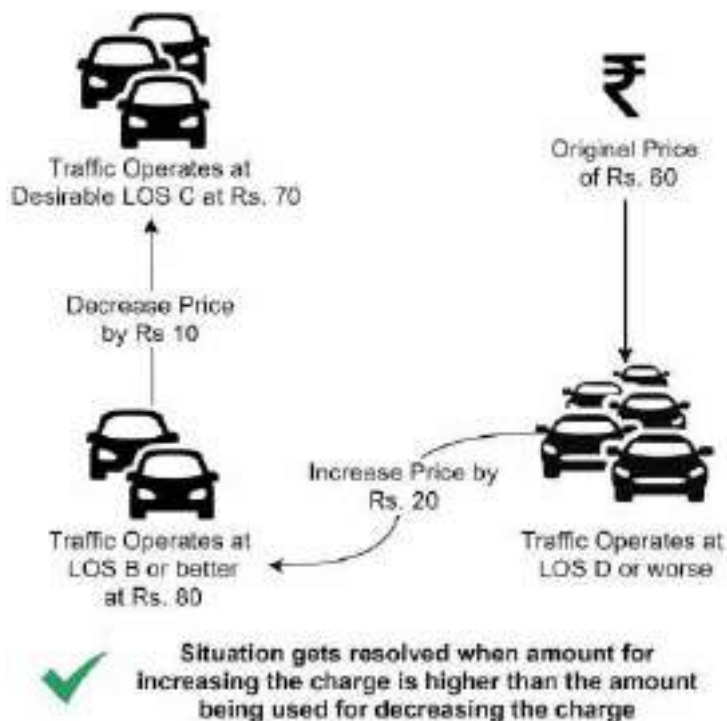 ₹
Original Price
of Rs. 60
Traffic Operates at
LOS D or worse
Increase Price by
Rs. 20
Traffic Operates at
LOS B or better
at Rs. 80
Decrease Price
by Rs 10
Traffic Operates at
Desirable LOS C at Rs. 70
Situation gets resolved when amount for
increasing the charge is higher than the amount
being used for decreasing the charge